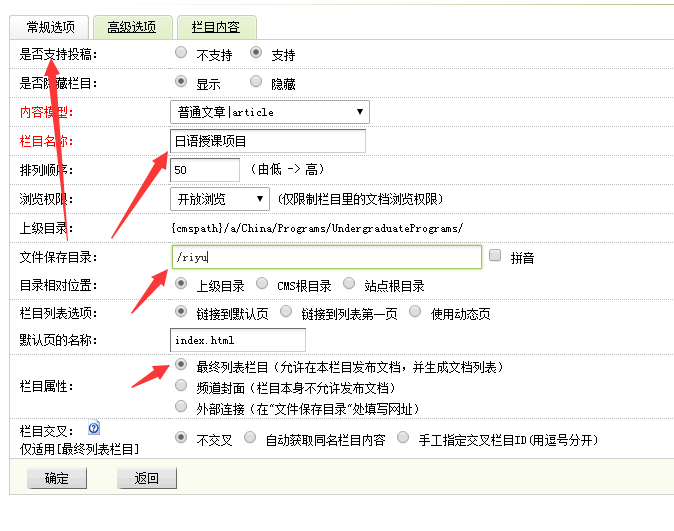 常规选项 高级选项 栏目内容
是否支持投稿: 不支持 支持
是否隐藏栏目: 显示 隐藏
内容模型: 普通文章|article
栏目名称: 日语授课项目
排列顺序: 50 (由低 -> 高)
浏览权限: 开放浏览 (仅限制栏目里的文档浏览权限)
上级目录: {cmspath}/a/China/Programs/UndergraduatePrograms/
文件保存目录: /riyu 拼音
目录相对位置: 上级目录 CMS根目录 站点根目录
栏目列表选项: 链接到默认页 链接到列表第一页 使用动态页
默认页的名称: index.html
栏目属性: 最终列表栏目(允许在本栏目发布文档,并生成文档列表)
频道封面(栏目本身不允许发布文档)
外部连接(在"文件保存目录"处填写网址)
栏目交叉:
仅适用[最终列表栏目] 不交叉 自动获取同名栏目内容 手工指定交叉栏目ID(用逗号分开)
确定 返回